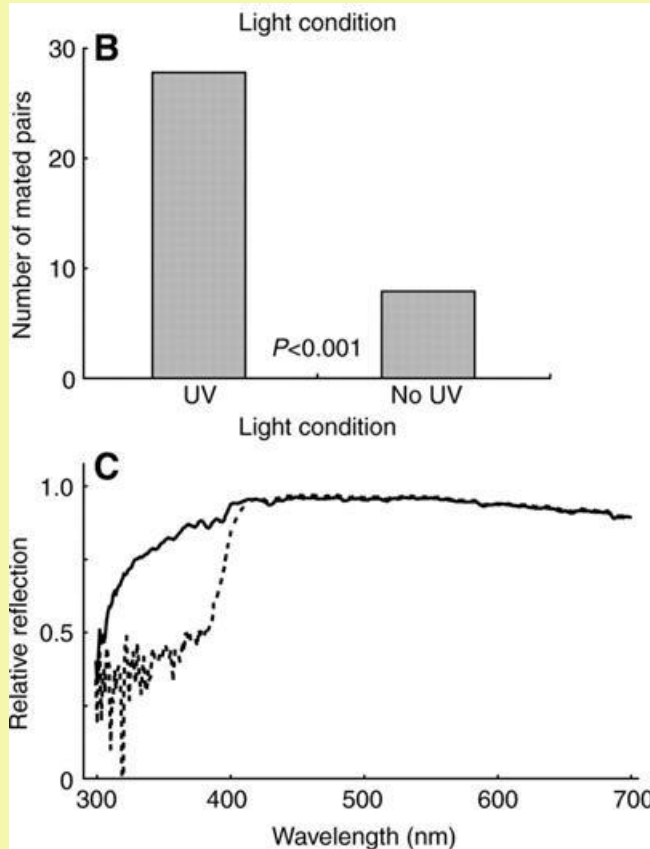 Light condition
B
30
20
10
0
Number of mated pairs
P<0.001
UV No UV
Light condition
C
1.0
0.5
0
Relative reflection
300 400 500 600 700
Wavelength (nm)